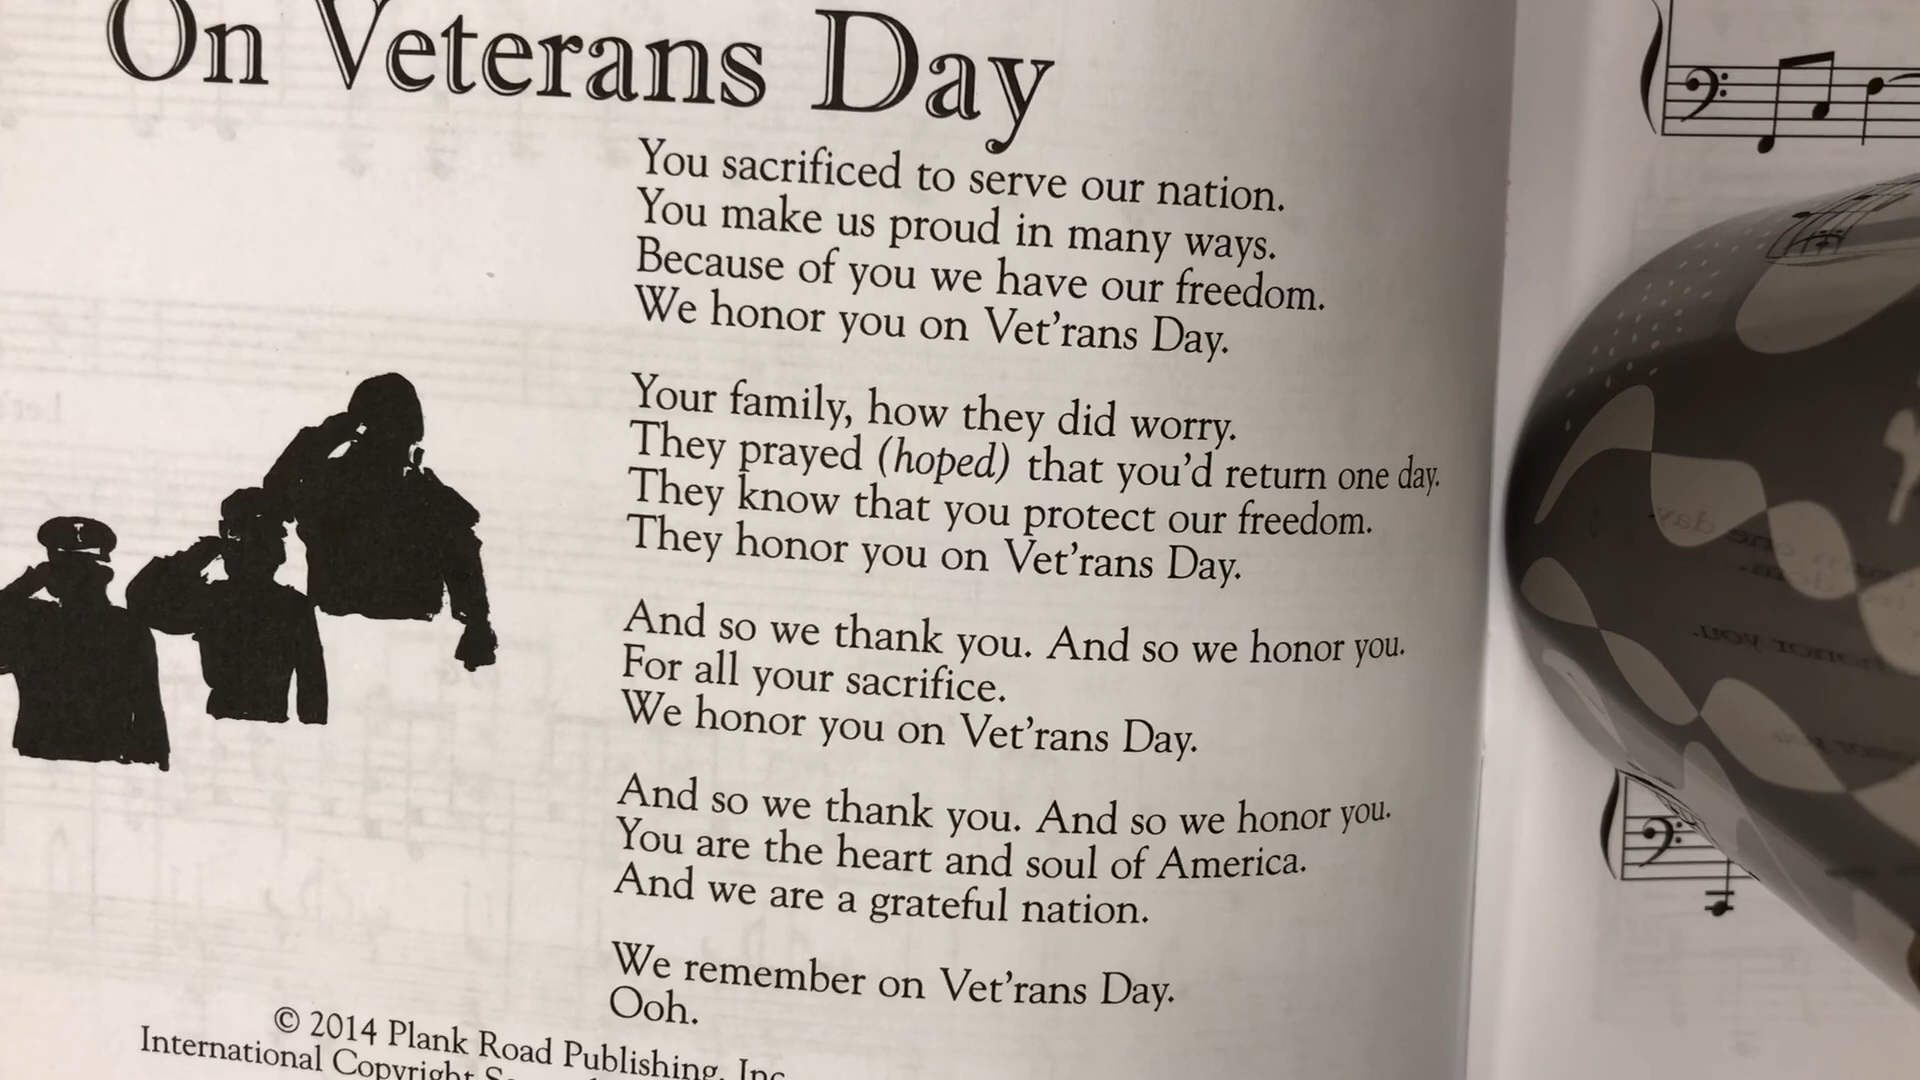 On Veterans Day
You sacrificed to serve our nation.
You make us proud in many ways.
Because of you we have our freedom.
We honor you on Vet'rans Day.
Your family, how they did worry.
They prayed (hoped) that you'd return one day.
They know that you protect our freedom.
They honor you on Vet'rans Day.
And so we thank you. And so we honor you.
For all your sacrifice.
We honor you on Vet'rans Day.
And so we thank you. And so we honor you.
You are the heart and soul of America.
And we are a grateful nation.
We remember on Vet'rans Day.
Ooh.
© 2014 Plank Road Publishing, Inc
International Copyright